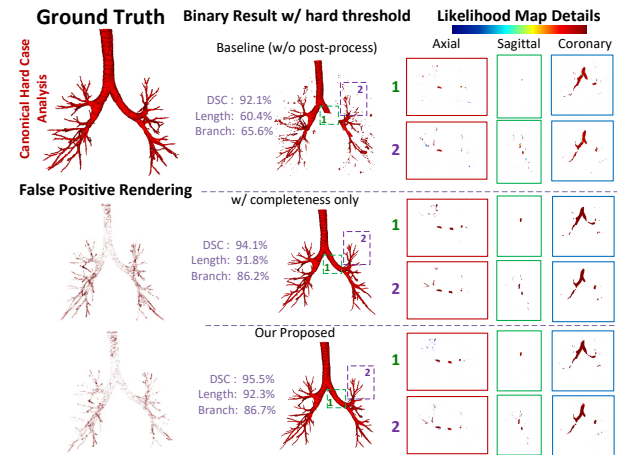 Ground Truth
Binary Result w/ hard threshold
Likelihood Map Details
Baseline (w/o post-process)
Axial
Sagittal
Coronary
Canonical Hard Case
Analysis
DSC : 92.1%
Length: 60.4%
Branch: 65.6%
1
2
1
2
False Positive Rendering
w/ completeness only
DSC: 94.1%
Length: 91.8%
Branch: 86.2%
1
2
1
2
Our Proposed
DSC : 95.5%
Length: 92.3%
Branch: 86.7%
1
2
1
2